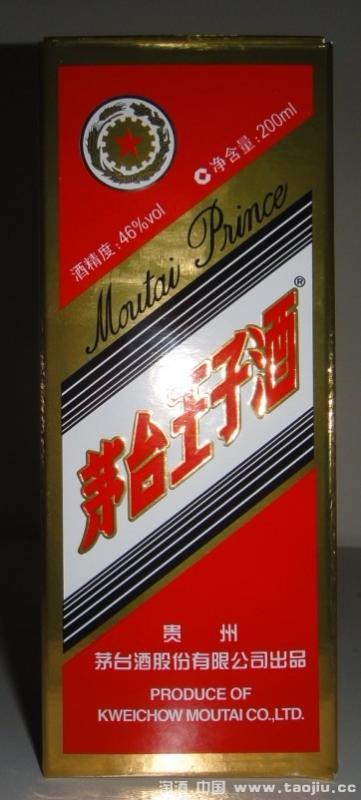 净含量:200ml
酒精度:46%vol
Moutai Prince
茅台王子酒®
贵 州
茅台酒股份有限公司出品
PRODUCE OF
KWEICHOW MOUTAI CO.,LTD.
淘酒 中国 www.taojiu.cc